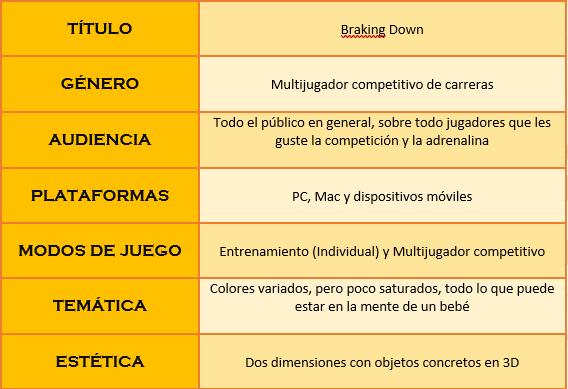 TÍTULO
Braking Down
GÉNERO
Multijugador competitivo de carreras
AUDIENCIA
Todo el público en general, sobre todo jugadores que les
guste la competición y la adrenalina
PLATAFORMAS
PC, Mac y dispositivos móviles
MODOS DE JUEGO
Entrenamiento (Individual) y Multijugador competitivo
TEMÁTICA
Colores variados, pero poco saturados, todo lo que puede
estar en la mente de un bebé
ESTÉTICA
Dos dimensiones con objetos concretos en 3D